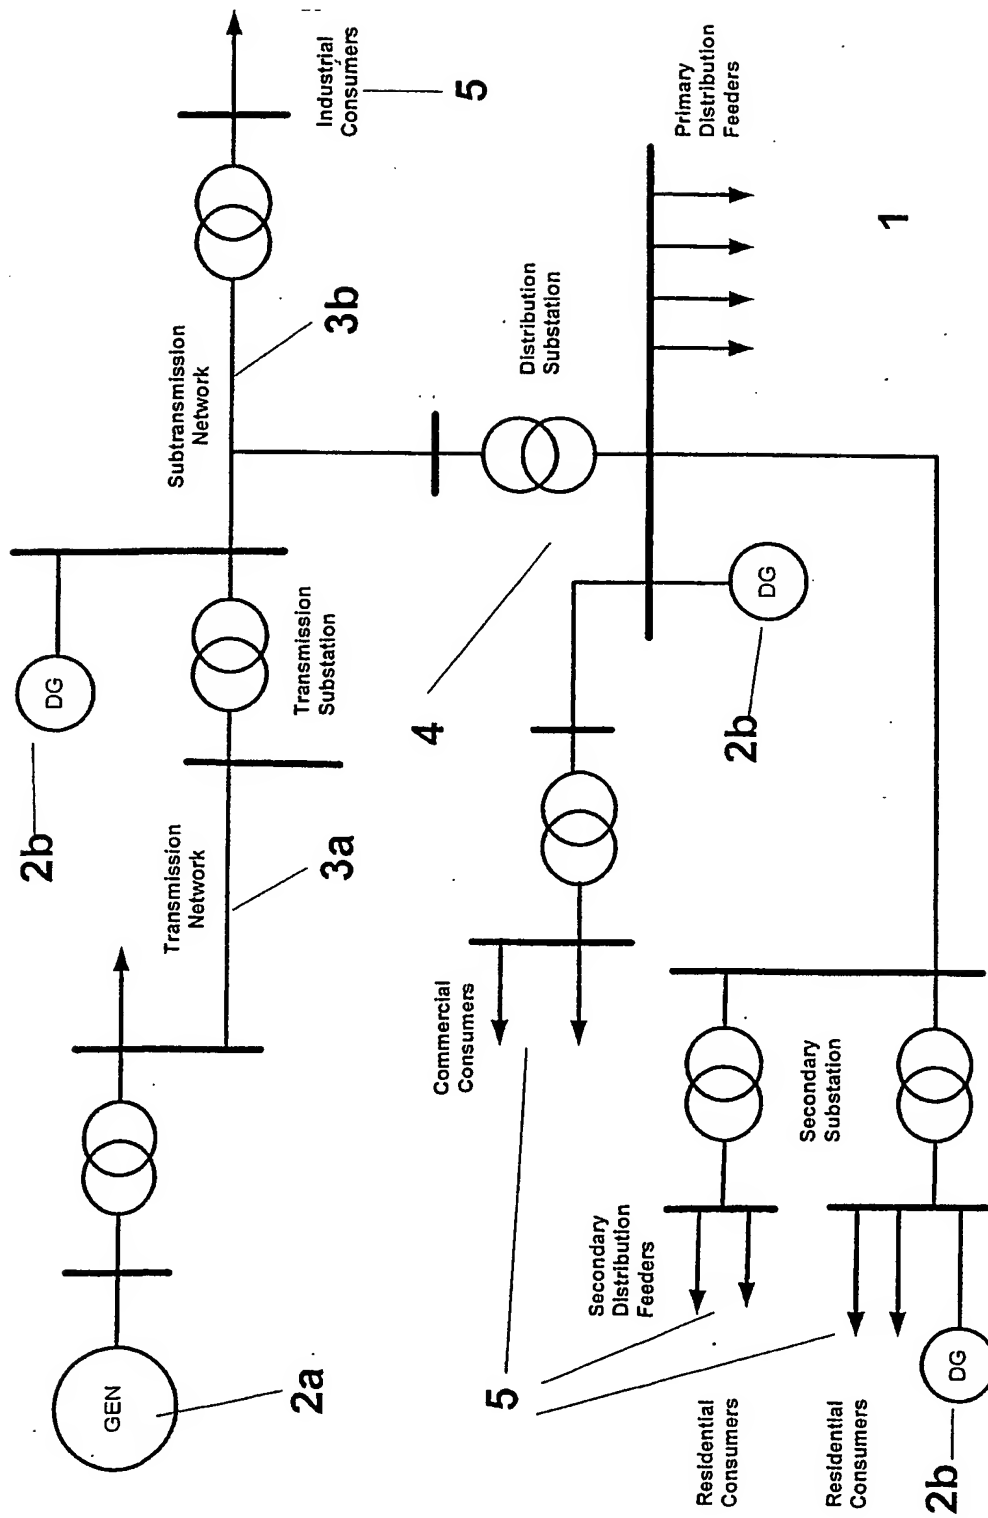 GEN
2a
2b
DG
Transmission
Network
3a
Transmission
Substation
Subtransmission
Network
3b
Industrial
Consumers
5
Distribution
Substation
4
Primary
Distribution
Feeders
1
DG
2b
Commercial
Consumers
5
Secondary
Distribution
Feeders
Secondary
Substation
Residential
Consumers
Residential
Consumers
DG
2b